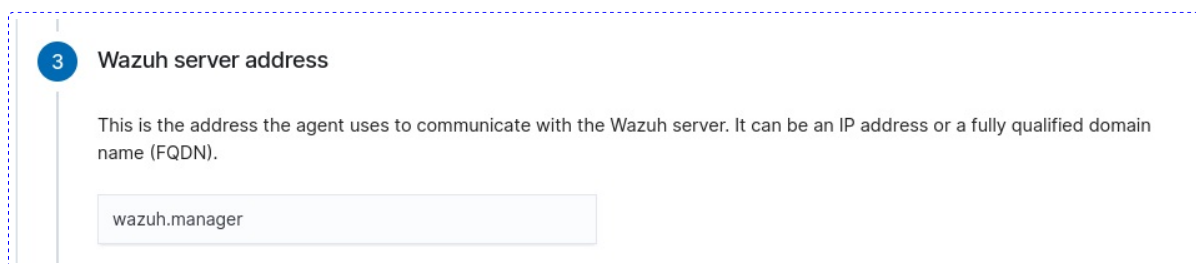 3
Wazuh server address
This is the address the agent uses to communicate with the Wazuh server. It can be an IP address or a fully qualified domain
name (FQDN).
wazuh.manager